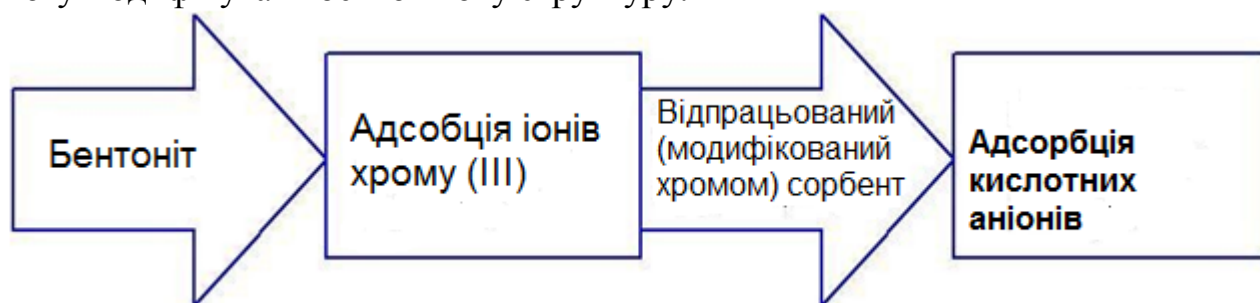 Бентоніт
Адсобція іонів
хрому (III)
Відпрацьований
(модифікований
хромом) сорбент
Адсорбція
кислотних
аніонів